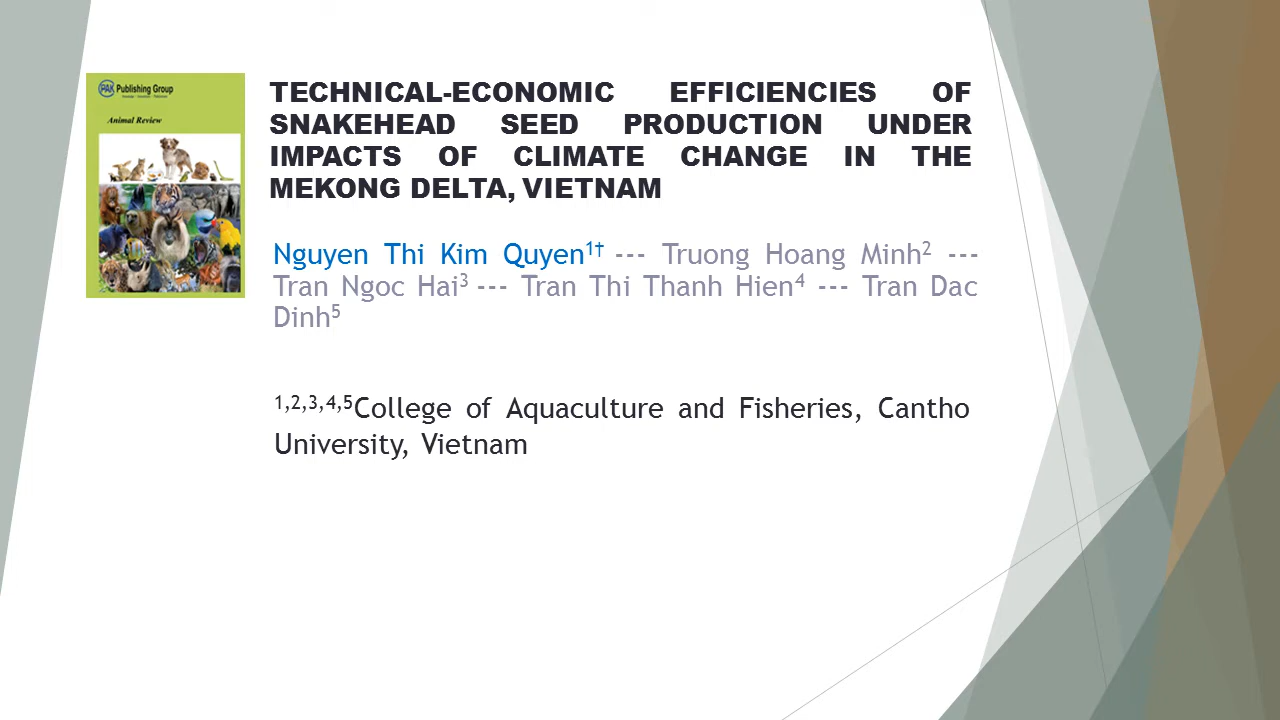 PAK Publishing Group
Animal Review
TECHNICAL-ECONOMIC EFFICIENCIES OF
SNAKEHEAD SEED PRODUCTION UNDER
IMPACTS OF CLIMATE CHANGE IN THE
MEKONG DELTA, VIETNAM
Nguyen Thi Kim Quyen¹† --- Truong Hoang Minh² ---
Tran Ngoc Hai³ --- Tran Thi Thanh Hien⁴ --- Tran Dac
Dinh⁵
¹,²,³,⁴,⁵College of Aquaculture and Fisheries, Cantho
University, Vietnam